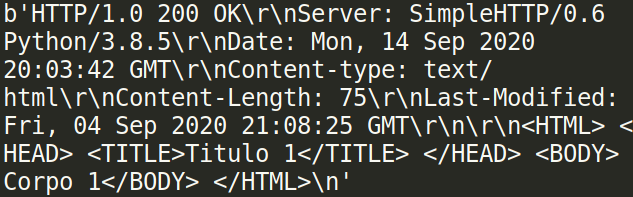 b'HTTP/1.0 200 OK\r\nServer: SimpleHTTP/0.6
Python/3.8.5\r\nDate: Mon, 14 Sep 2020
20:03:42 GMT\r\nContent-type: text/
html\r\nContent-Length: 75\r\nLast-Modified:
Fri, 04 Sep 2020 21:08:25 GMT\r\n\r\n<HTML> <
HEAD> <TITLE>Titulo 1</TITLE> </HEAD> <BODY>
Corpo 1</BODY> </HTML>\n'